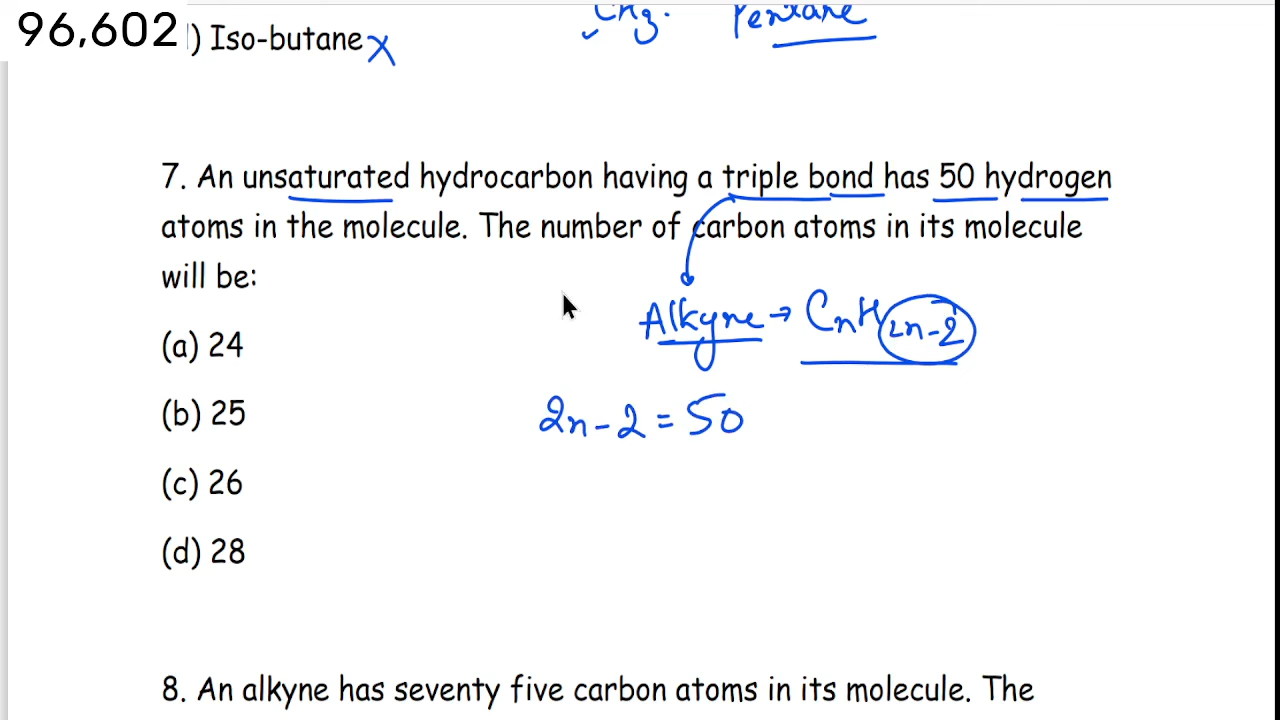 96,602
) Iso-butane X
Pentane
7. An unsaturated hydrocarbon having a triple bond has 50 hydrogen
atoms in the molecule. The number of carbon atoms in its molecule
will be:
Alkyne → CnH2n-2
(a) 24
(b) 25
2n-2 = 50
(c) 26
(d) 28
8. An alkyne has seventy five carbon atoms in its molecule. The